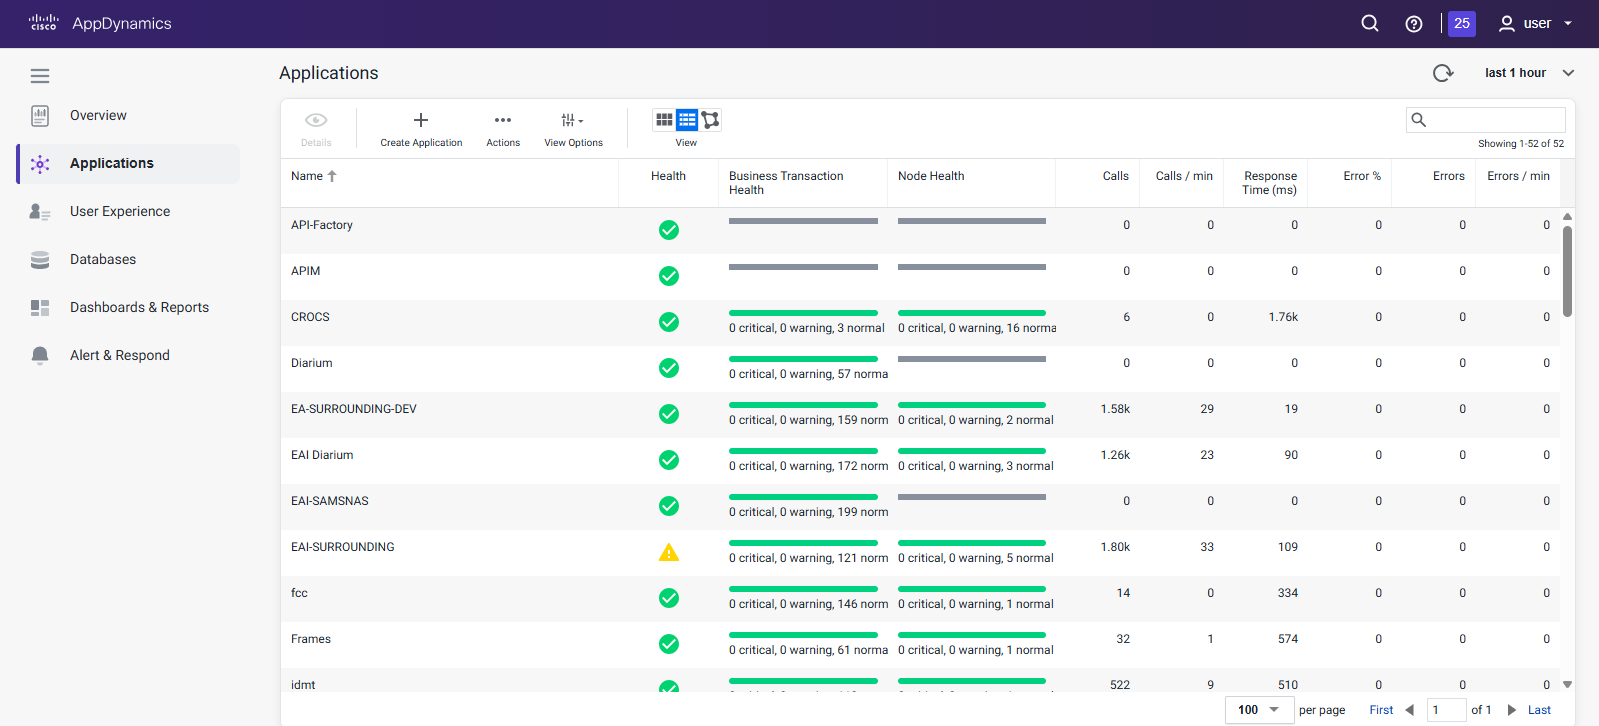 cisco AppDynamics 25 user
Applications last 1 hour
Overview
Applications
User Experience
Databases
Dashboards & Reports
Alert & Respond
Details Create Application Actions View Options View
Showing 1-52 of 52
Name Health Business Transaction Health Node Health Calls Calls / min Response Time (ms) Error % Errors Errors / min
API-Factory 0 0 0 0 0 0
APIM 0 0 0 0 0 0
CROCS 0 critical, 0 warning, 3 normal 0 critical, 0 warning, 16 norma 6 0 1.76k 0 0 0
Diarium 0 critical, 0 warning, 57 norma 0 0 0 0 0 0
EA-SURROUNDING-DEV 0 critical, 0 warning, 159 norm 0 critical, 0 warning, 2 normal 1.58k 29 19 0 0 0
EAI Diarium 0 critical, 0 warning, 172 norm 0 critical, 0 warning, 3 normal 1.26k 23 90 0 0 0
EAI-SAMSNAS 0 critical, 0 warning, 199 norm 0 0 0 0 0 0
EAI-SURROUNDING 0 critical, 0 warning, 121 norm 0 critical, 0 warning, 5 normal 1.80k 33 109 0 0 0
fcc 0 critical, 0 warning, 146 norm 0 critical, 0 warning, 1 normal 14 0 334 0 0 0
Frames 0 critical, 0 warning, 61 norma 0 critical, 0 warning, 1 normal 32 1 574 0 0 0
idmt 522 9 510 0 0 0
100 per page First 1 of 1 Last